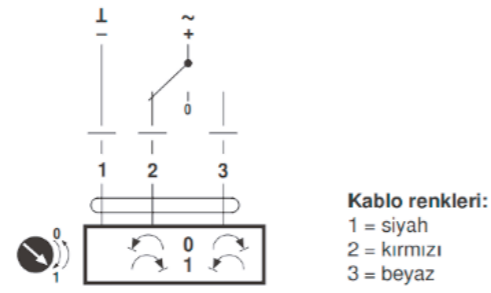 ⊥ ~
– +
0
1 2 3
0 0
1 1
Kablo renkleri:
1 = siyah
2 = kırmızı
3 = beyaz